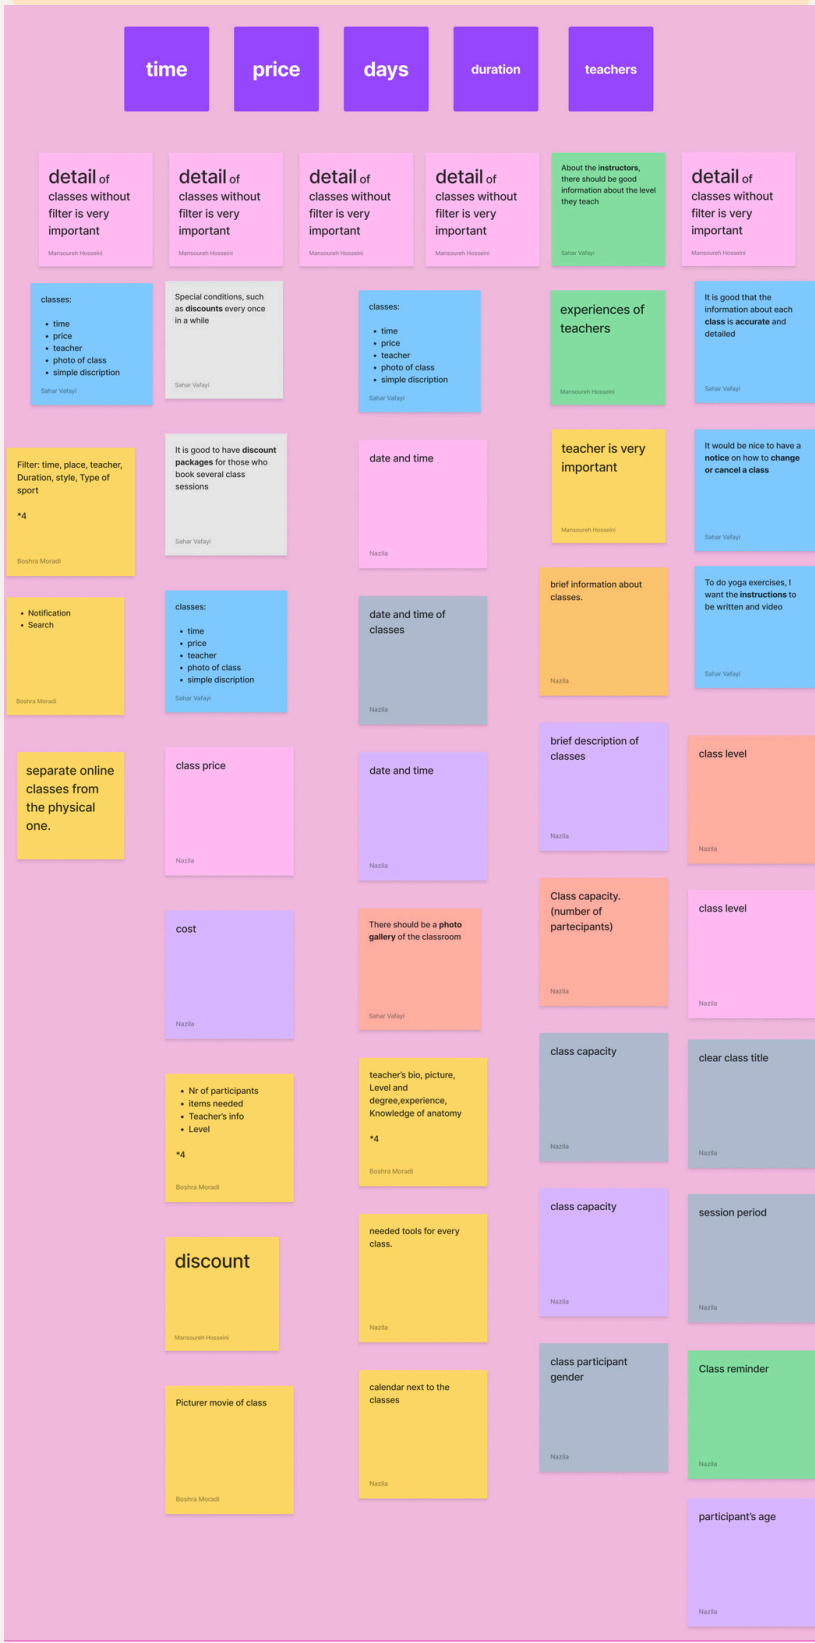 time
price
days
duration
teachers
detail of
classes without
filter is very
important
Mansoureh Hosseini
detail of
classes without
filter is very
important
Mansoureh Hosseini
detail of
classes without
filter is very
important
Mansoureh Hosseini
detail of
classes without
filter is very
important
Mansoureh Hosseini
About the instructors,
there should be good
information about the level
they teach
Sahar Vafayi
detail of
classes without
filter is very
important
Mansoureh Hosseini
classes:
• time
• price
• teacher
• photo of class
• simple discription
Sahar Vafayi
Special conditions, such
as discounts every once
in a while
Sahar Vafayi
classes:
• time
• price
• teacher
• photo of class
• simple discription
Sahar Vafayi
experiences of
teachers
Mansoureh Hosseini
It is good that the
information about each
class is accurate and
detailed
Sahar Vafayi
Filter: time, place, teacher,
Duration, style, Type of
sport
*4
Boshra Moradi
It is good to have discount
packages for those who
book several class
sessions
Sahar Vafayi
date and time
Nazila
teacher is very
important
Mansoureh Hosseini
It would be nice to have a
notice on how to change
or cancel a class
Sahar Vafayi
• Notification
• Search
Boshra Moradi
classes:
• time
• price
• teacher
• photo of class
• simple discription
Sahar Vafayi
date and time of
classes
Nazila
brief information about
classes.
Nazila
To do yoga exercises, I
want the instructions to
be written and video
Sahar Vafayi
separate online
classes from
the physical
one.
class price
Nazila
date and time
Nazila
brief description of
classes
Nazila
class level
Nazila
cost
Nazila
There should be a photo
gallery of the classroom
Sahar Vafayi
Class capacity.
(number of
partecipants)
Nazila
class level
Nazila
• Nr of participants
• items needed
• Teacher's info
• Level
*4
Boshra Moradi
teacher's bio, picture,
Level and
degree,experience,
Knowledge of anatomy
*4
Boshra Moradi
class capacity
Nazila
clear class title
Nazila
discount
Mansoureh Hosseini
needed tools for every
class.
Nazila
class capacity
Nazila
session period
Nazila
Picturer movie of class
Boshra Moradi
calendar next to the
classes
Nazila
class participant
gender
Nazila
Class reminder
Nazila
participant's age
Nazila